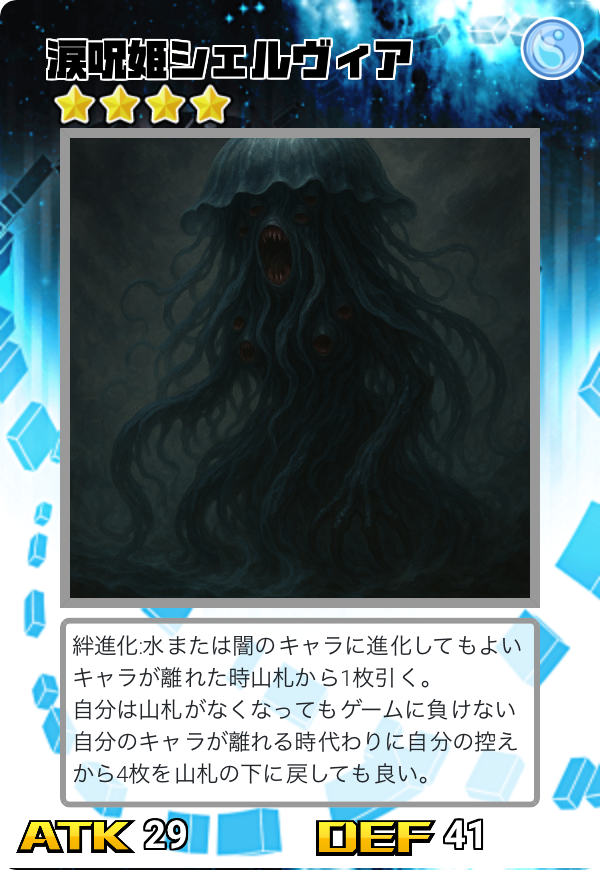 涙呪姫シェルヴィア
絆進化:水または闇のキャラに進化してもよい
キャラが離れた時山札から1枚引く。
自分は山札がなくなってもゲームに負けない
自分のキャラが離れる時代わりに自分の控え
から4枚を山札の下に戻しても良い。
ATK 29 DEF 41